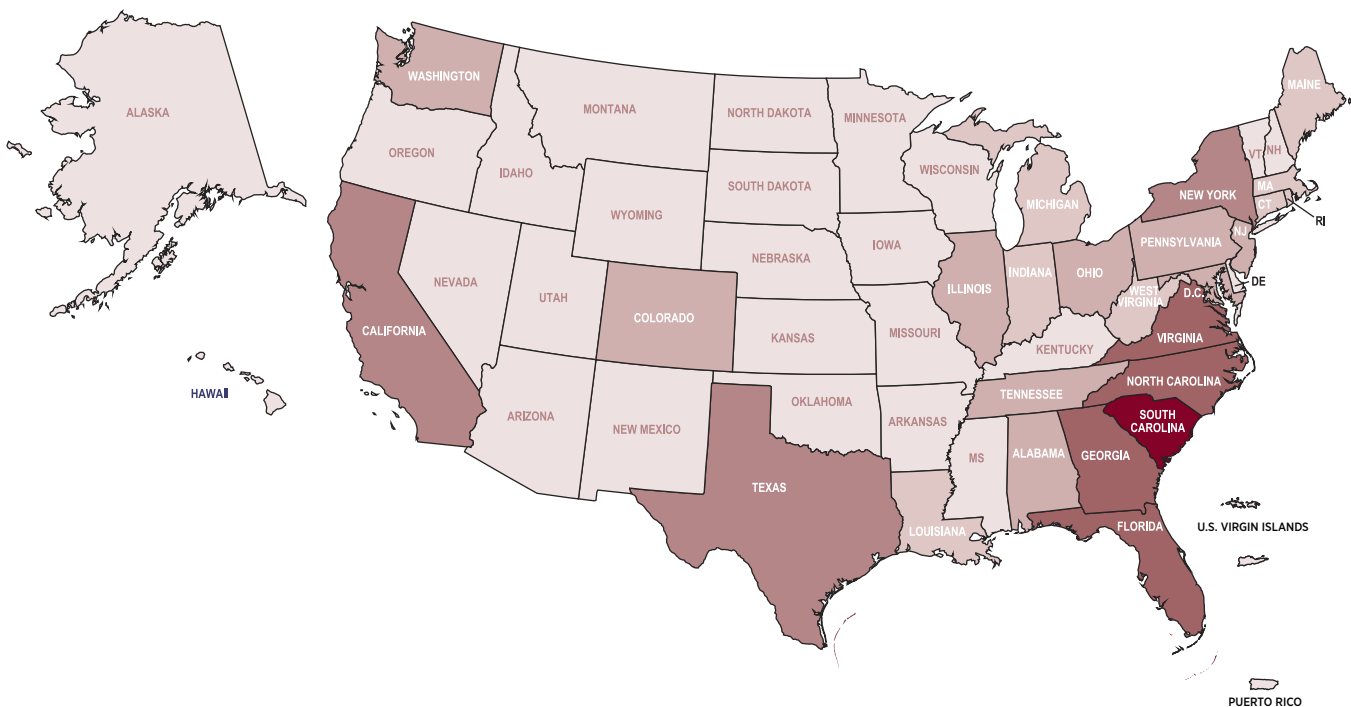 ALASKA
WASHINGTON
MONTANA
NORTH DAKOTA
MINNESOTA
MAINE
OREGON
IDAHO
SOUTH DAKOTA
WISCONSIN
MICHIGAN
VT
NH
NEW YORK
MA
CT
RI
WYOMING
IOWA
NEBRASKA
PENNSYLVANIA
NJ
NEVADA
UTAH
COLORADO
ILLINOIS
INDIANA
OHIO
WEST
VIRGINIA
D.C.
DE
CALIFORNIA
KANSAS
MISSOURI
KENTUCKY
VIRGINIA
HAWAII
ARIZONA
NEW MEXICO
OKLAHOMA
ARKANSAS
TENNESSEE
NORTH CAROLINA
SOUTH
CAROLINA
TEXAS
MS
ALABAMA
GEORGIA
LOUISIANA
FLORIDA
U.S. VIRGIN ISLANDS
PUERTO RICO